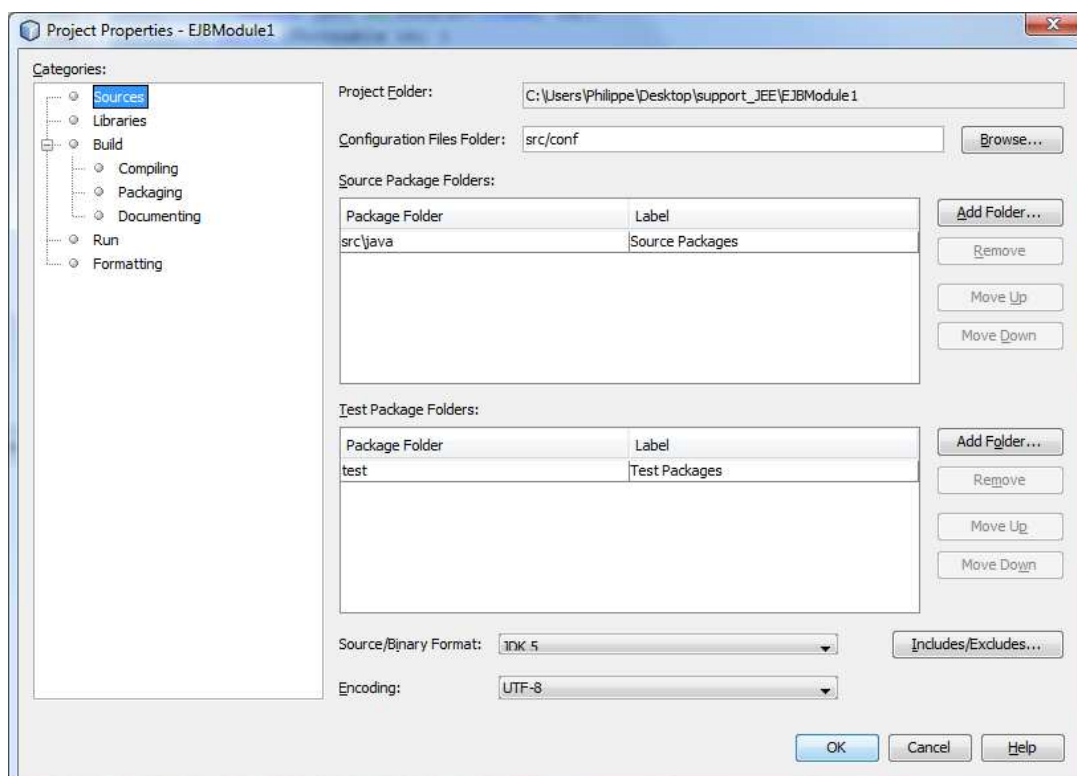 Project Properties - EJBModule1
Categories:
Sources
Libraries
Build
Compiling
Packaging
Documenting
Run
Formatting
Project Folder: C:\Users\Philippe\Desktop\support_JEE\EJBModule1
Configuration Files Folder: src/conf Browse...
Source Package Folders:
Package Folder Label
src\java Source Packages
Add Folder...
Remove
Move Up
Move Down
Test Package Folders:
Package Folder Label
test Test Packages
Add Folder...
Remove
Move Up
Move Down
Source/Binary Format: JDK 5 Includes/Excludes...
Encoding: UTF-8
OK Cancel Help